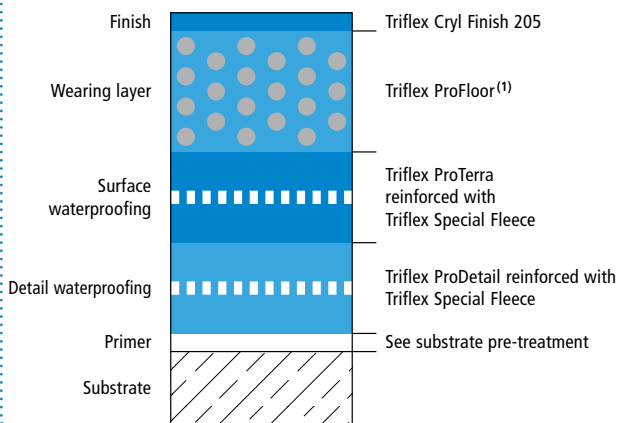 Finish
Triflex Cryl Finish 205
Wearing layer
Triflex ProFloor(1)
Surface
waterproofing
Triflex ProTerra
reinforced with
Triflex Special Fleece
Detail waterproofing
Triflex ProDetail reinforced with
Triflex Special Fleece
Primer
See substrate pre-treatment
Substrate